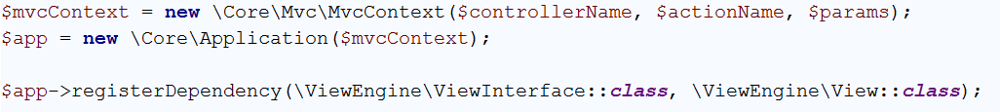 $mvcContext = new \Core\Mvc\MvcContext($controllerName, $actionName, $params);
$app = new \Core\Application($mvcContext);
$app->registerDependency(\ViewEngine\ViewInterface::class, \ViewEngine\View::class);